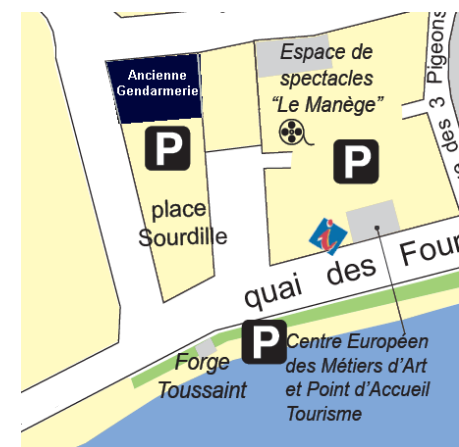 Ancienne
Gendarmerie
Espace de
spectacles
“Le Manège”
des 3 Pigeons
P
P
place
Sourdille
i
quai des Four
P
Forge
Toussaint
Centre Européen
des Métiers d’Art
et Point d’Accueil
Tourisme